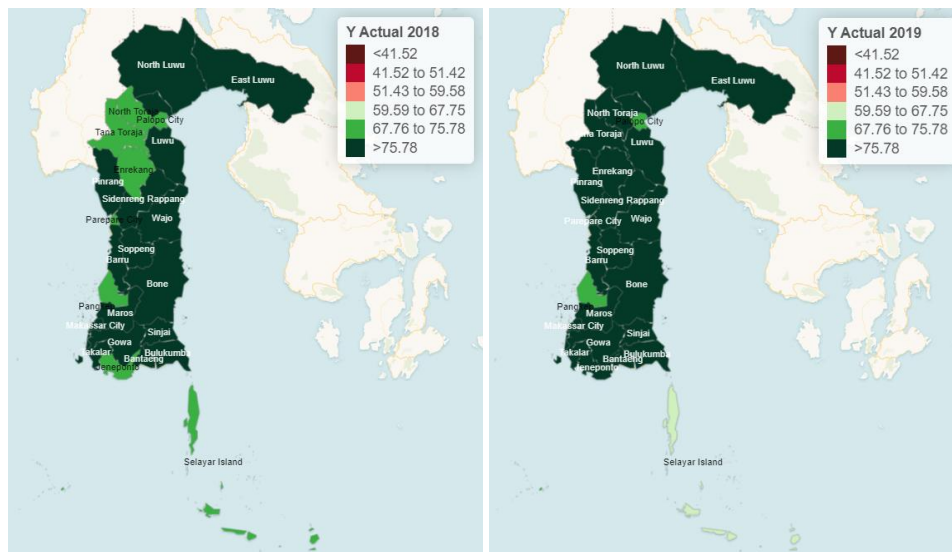 Y Actual 2018
<41.52
41.52 to 51.42
51.43 to 59.58
59.59 to 67.75
67.76 to 75.78
>75.78
North Luwu
East Luwu
North Toraja
Palopo City
Tana Toraja
Luwu
Enrekang
Pinrang
Sidenreng Rappang
Parepare City
Wajo
Soppeng
Barru
Bone
Maros
Makassar City
Sinjai
Gowa
Takalar
Bulukumba
Bantaeng
Jeneponto
Selayar Island
Y Actual 2019
<41.52
41.52 to 51.42
51.43 to 59.58
59.59 to 67.75
67.76 to 75.78
>75.78
North Luwu
East Luwu
North Toraja
Palopo City
Tana Toraja
Luwu
Enrekang
Pinrang
Sidenreng Rappang
Parepare City
Wajo
Soppeng
Barru
Bone
Maros
Makassar City
Sinjai
Gowa
Takalar
Bulukumba
Bantaeng
Jeneponto
Selayar Island